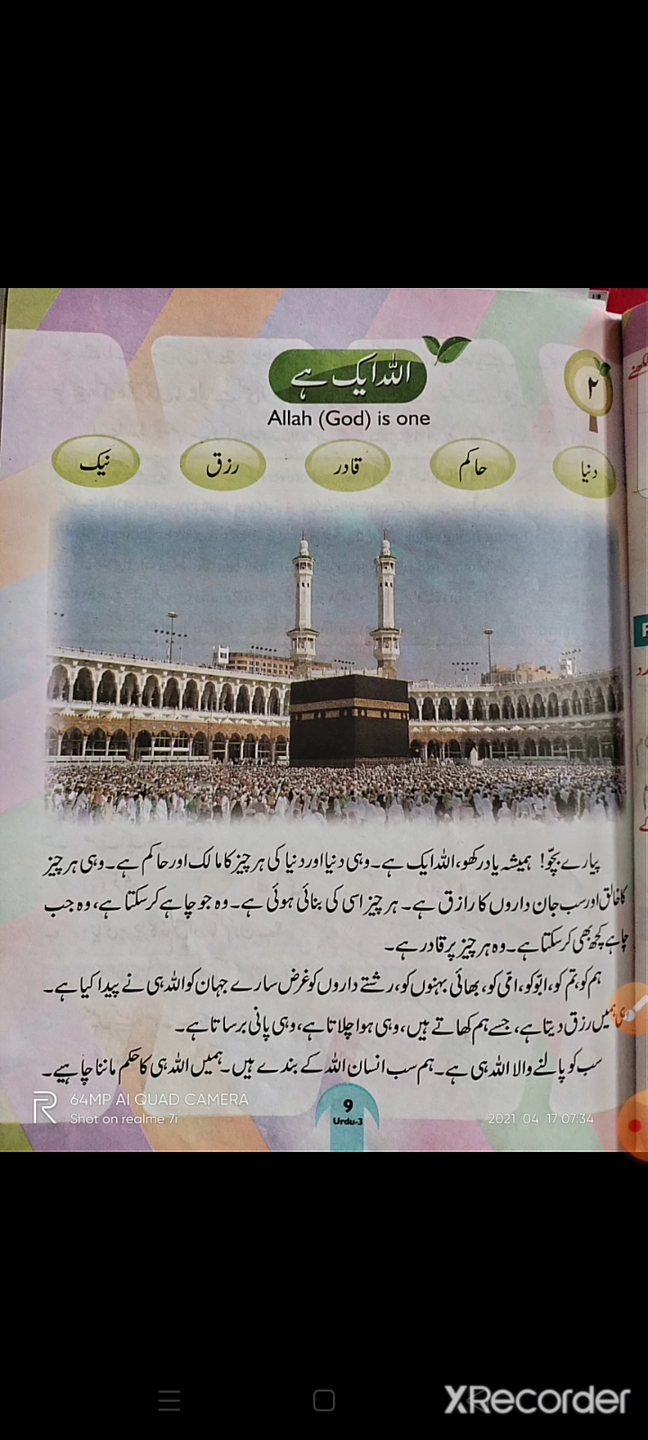 اللہ ایک ہے
۲
Allah (God) is one
دنیا حاکم قادر رزق نیک
پیارے بچّو! ہمیشہ یاد رکھو، اللہ ایک ہے۔ وہی دنیا اور دنیا کی ہر چیز کا مالک اور حاکم ہے۔ وہی ہر چیز
کا خالق اور سب جان داروں کا رازق ہے۔ ہر چیز اسی کی بنائی ہوئی ہے۔ وہ جو چاہے کرسکتا ہے، وہ جب
چاہے کچھ بھی کرسکتا ہے۔ وہ ہر چیز پر قادر ہے۔
ہم کو، تم کو، ابّو کو، امّی کو، بھائی بہنوں کو، رشتے داروں کو غرض سارے جہان کو اللہ ہی نے پیدا کیا ہے۔
ہمیں رزق دیتا ہے، جسے ہم کھاتے ہیں، وہی ہوا چلاتا ہے، وہی پانی برساتا ہے۔
سب کو پالنے والا اللہ ہی ہے۔ ہم سب انسان اللہ کے بندے ہیں۔ ہمیں اللہ ہی کا حکم ماننا چاہیے۔
R 64MP AI QUAD CAMERA
Shot on realme 7i
9
Urdu-3
2021 04 17 07:34
XRecorder